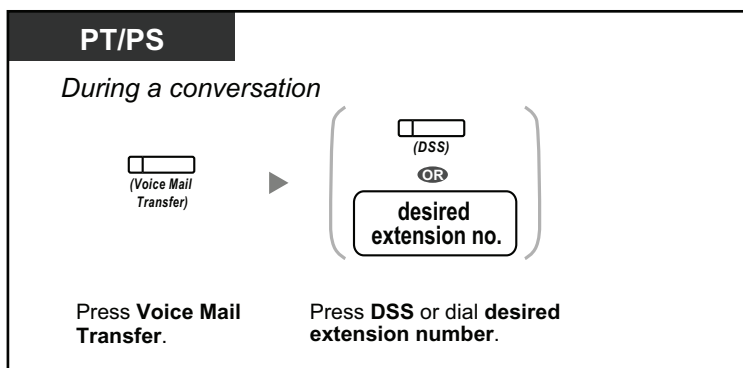 PT/PS
During a conversation
(Voice Mail
Transfer)
(DSS)
OR
desired
extension no.
Press Voice Mail
Transfer.
Press DSS or dial desired
extension number.